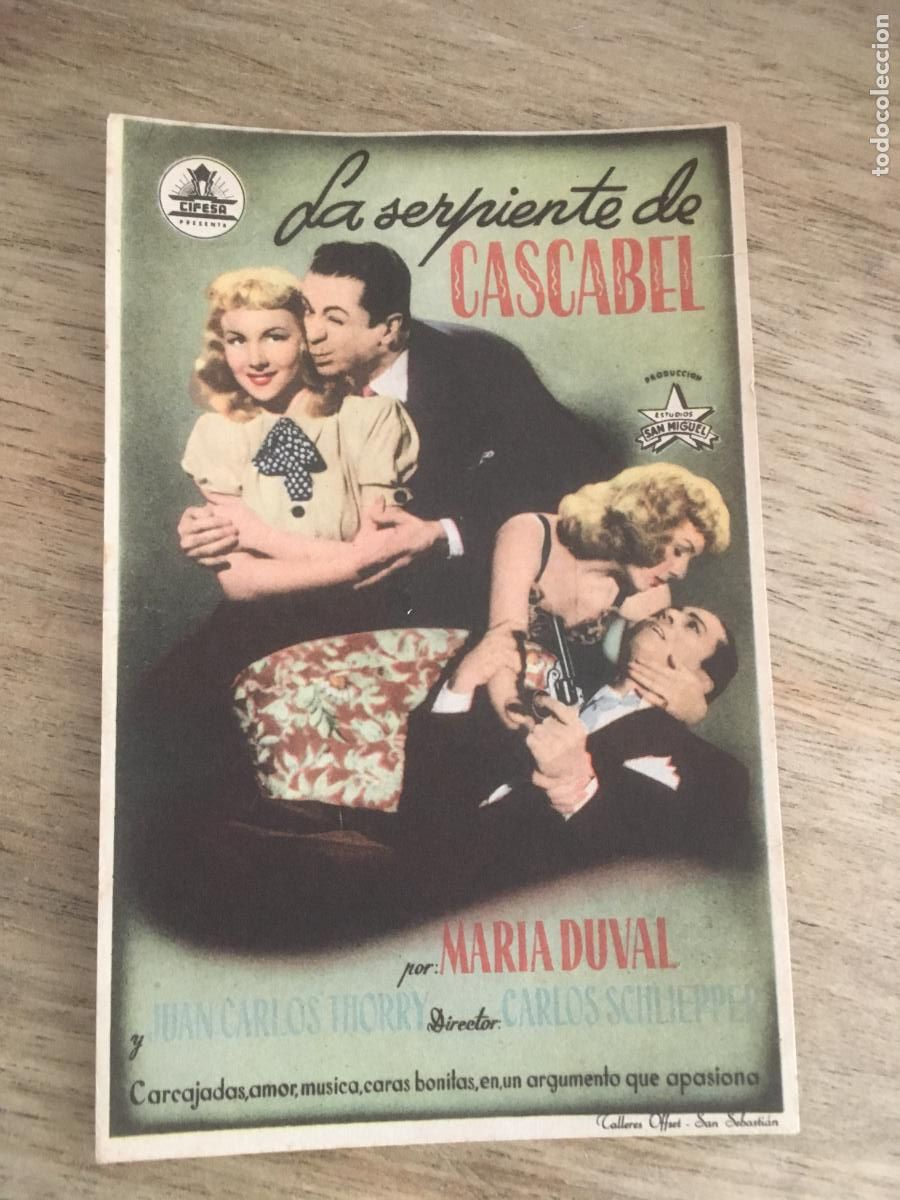 todocoleccion
CIFESA
PRESENTA
La serpiente de
CASCABEL
PRODUCCION
ESTUDIOS
SAN MIGUEL
por: MARIA DUVAL
y JUAN CARLOS THORRY Director: CARLOS SCHLIEPPER
Carcajadas, amor, musica, caras bonitas, en, un argumento que apasiona
Talleres Offset - San Sebastián